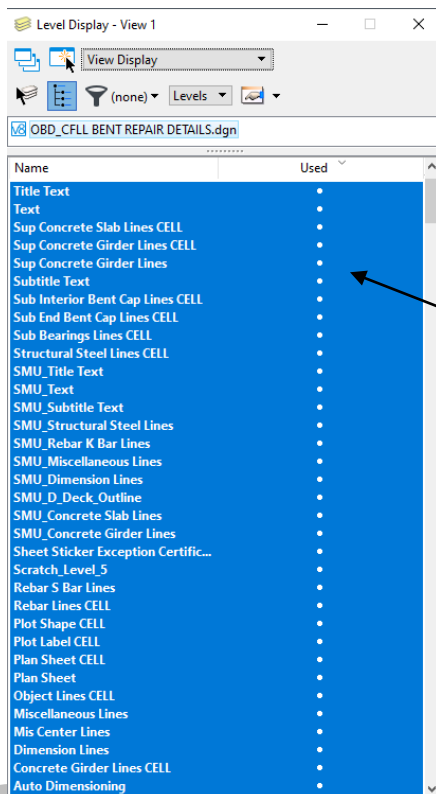 Level Display - View 1
View Display
(none) Levels
V8 OBD_CFLL BENT REPAIR DETAILS.dgn
Name Used
Title Text
Text
Sup Concrete Slab Lines CELL
Sup Concrete Girder Lines CELL
Sup Concrete Girder Lines
Subtitle Text
Sub Interior Bent Cap Lines CELL
Sub End Bent Cap Lines CELL
Sub Bearings Lines CELL
Structural Steel Lines CELL
SMU_Title Text
SMU_Text
SMU_Subtitle Text
SMU_Structural Steel Lines
SMU_Rebar K Bar Lines
SMU_Miscellaneous Lines
SMU_Dimension Lines
SMU_D_Deck_Outline
SMU_Concrete Slab Lines
SMU_Concrete Girder Lines
Sheet Sticker Exception Certific...
Scratch_Level_5
Rebar S Bar Lines
Rebar Lines CELL
Plot Shape CELL
Plot Label CELL
Plan Sheet CELL
Plan Sheet
Object Lines CELL
Miscellaneous Lines
Mis Center Lines
Dimension Lines
Concrete Girder Lines CELL
Auto Dimensioning